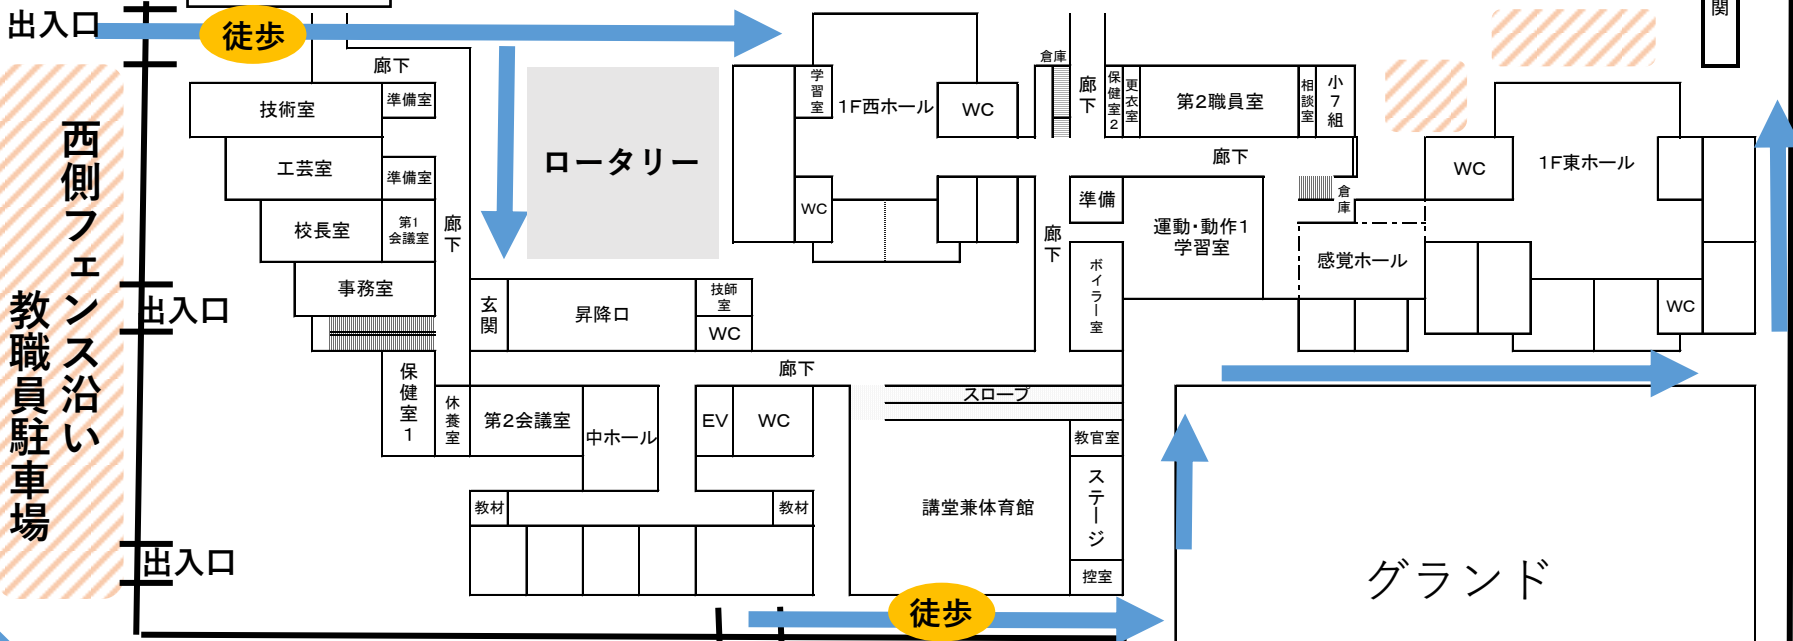 出入口
徒歩
関
廊下
倉庫
学習室
1F西ホール
WC
廊下
保健室2
更衣室
第2職員室
相談室
小7組
技術室
準備室
ロータリー
廊下
WC
1F東ホール
工芸室
準備室
WC
準備
倉庫
校長室
第1
会議室
廊下
廊下
運動・動作1
学習室
感覚ホール
西側フェンス沿い
教職員駐車場
事務室
ボイラー室
出入口
玄関
昇降口
技師室
WC
WC
廊下
保健室1
休養室
第2会議室
中ホール
EV
WC
スロープ
教官室
教材
教材
講堂兼体育館
ステージ
出入口
控室
グランド
徒歩